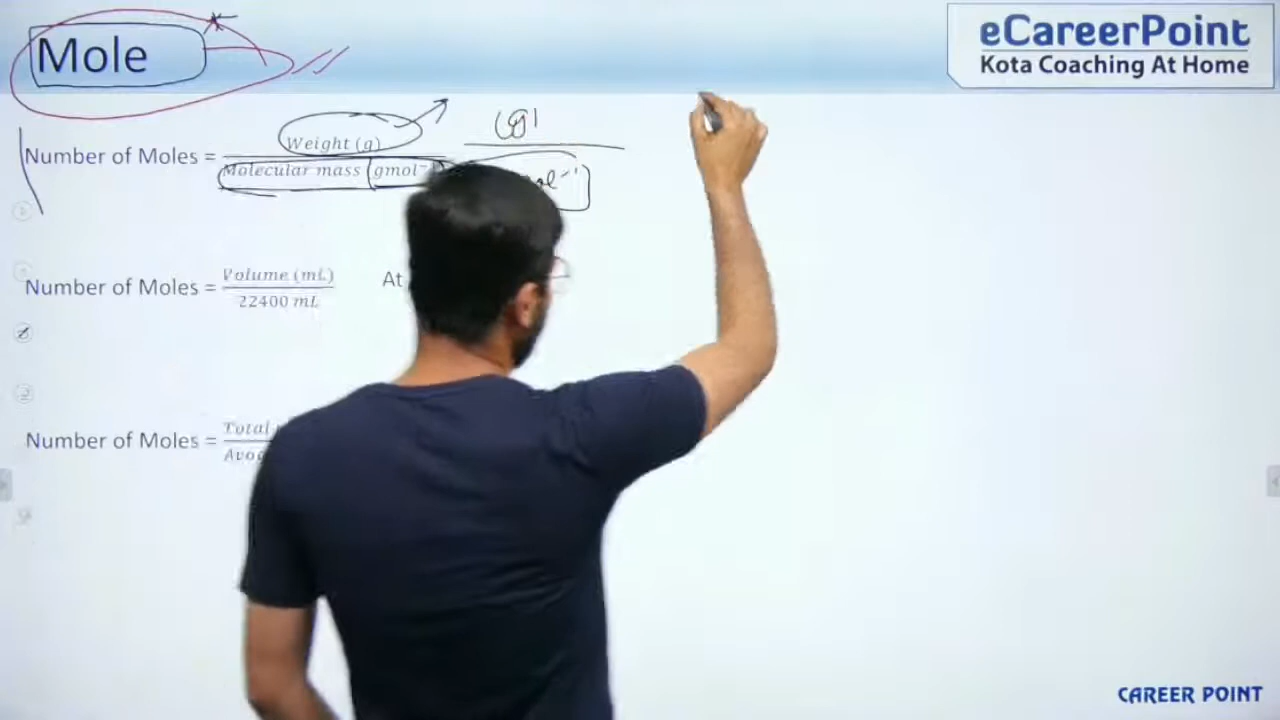 Mole
eCareerPoint
Kota Coaching At Home
Number of Moles = Weight (g)
Molecular mass (gmol⁻
Number of Moles = Volume (mL)
22400 mL
At
Number of Moles = Total
CAREER POINT